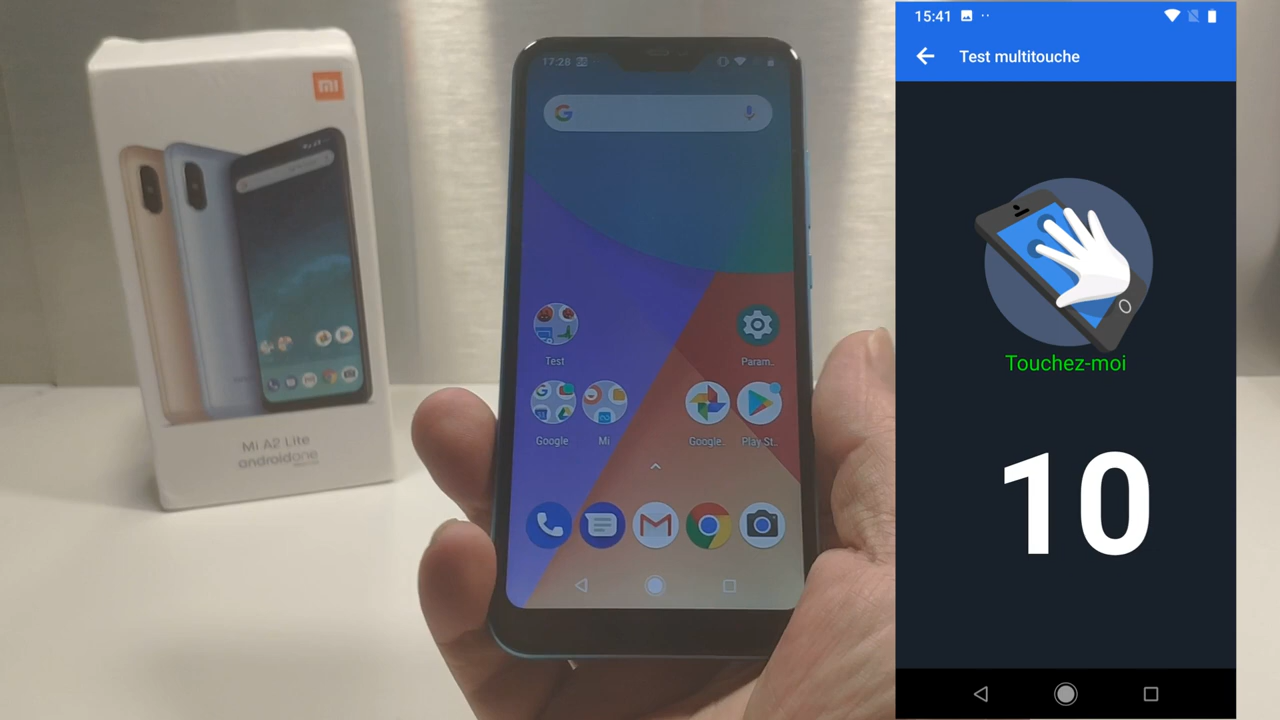 mi
Mi A2 Lite
androidone
17:28
Test
Param..
Google
Mi
Google..
Play St..
15:41
Test multitouche
Touchez-moi
10